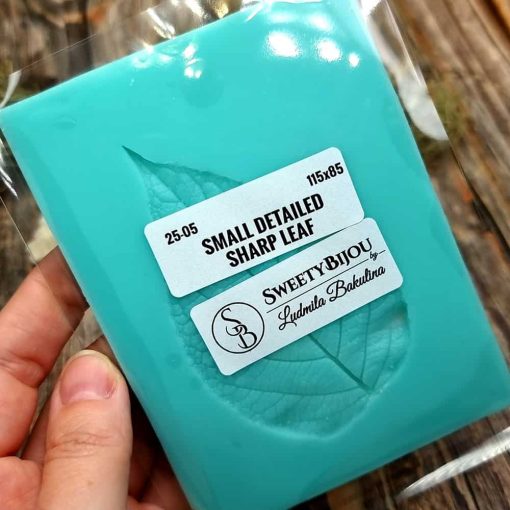 25-05
115x85
SMALL DETAILED
SHARP LEAF
SB
SWEETYBIJOU
by
Ludmila Bakulina